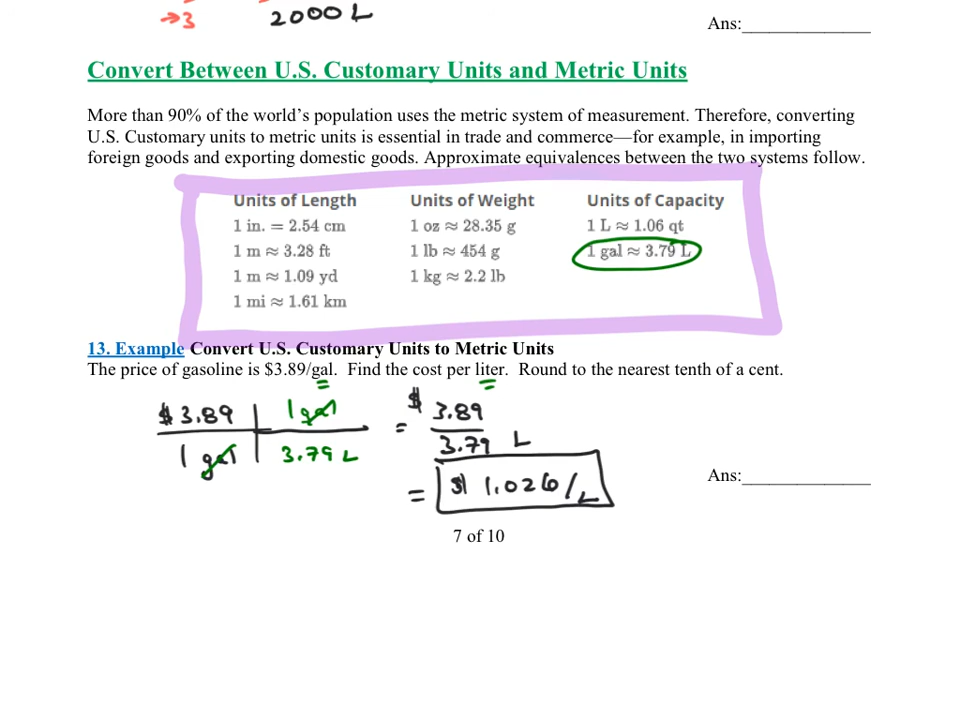 →3 2000 L
Ans:_______________
Convert Between U.S. Customary Units and Metric Units
More than 90% of the world's population uses the metric system of measurement. Therefore, converting
U.S. Customary units to metric units is essential in trade and commerce—for example, in importing
foreign goods and exporting domestic goods. Approximate equivalences between the two systems follow.
Units of Length Units of Weight Units of Capacity
1 in. = 2.54 cm 1 oz ≈ 28.35 g 1 L ≈ 1.06 qt
1 m ≈ 3.28 ft 1 lb ≈ 454 g 1 gal ≈ 3.79 L
1 m ≈ 1.09 yd 1 kg ≈ 2.2 lb
1 mi ≈ 1.61 km
13. Example Convert U.S. Customary Units to Metric Units
The price of gasoline is $3.89/gal. Find the cost per liter. Round to the nearest tenth of a cent.
$3.89 | 1 gal = $ 3.89
1 gal | 3.79 L 3.79 L
= $ 1.026/L
Ans:_______________
7 of 10